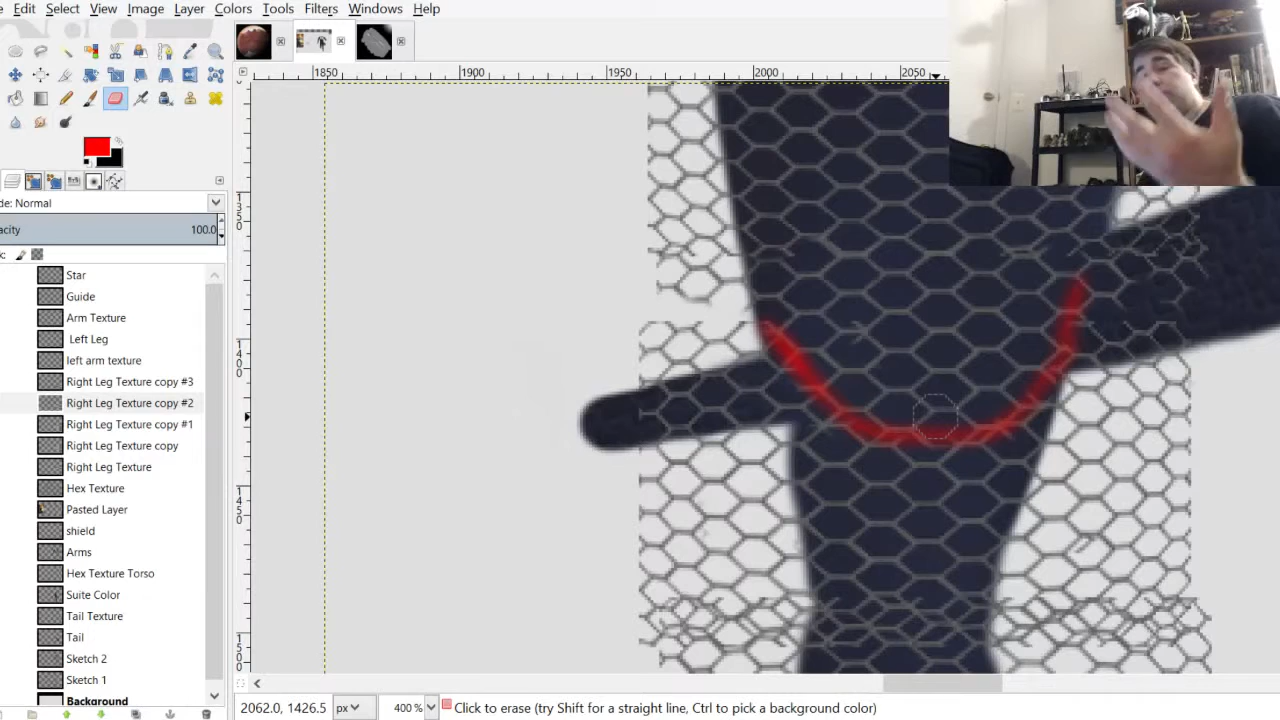 Edit Select View Image Layer Colors Tools Filters Windows Help
1850 1900 1950 2000 2050
de: Normal
acity 100.0
Star
Guide
Arm Texture
Left Leg
left arm texture
Right Leg Texture copy #3
Right Leg Texture copy #2
Right Leg Texture copy #1
Right Leg Texture copy
Right Leg Texture
Hex Texture
Pasted Layer
shield
Arms
Hex Texture Torso
Suite Color
Tail Texture
Tail
Sketch 2
Sketch 1
Background
1350
1400
1450
1500
2062.0, 1426.5 px 400 % Click to erase (try Shift for a straight line, Ctrl to pick a background color)